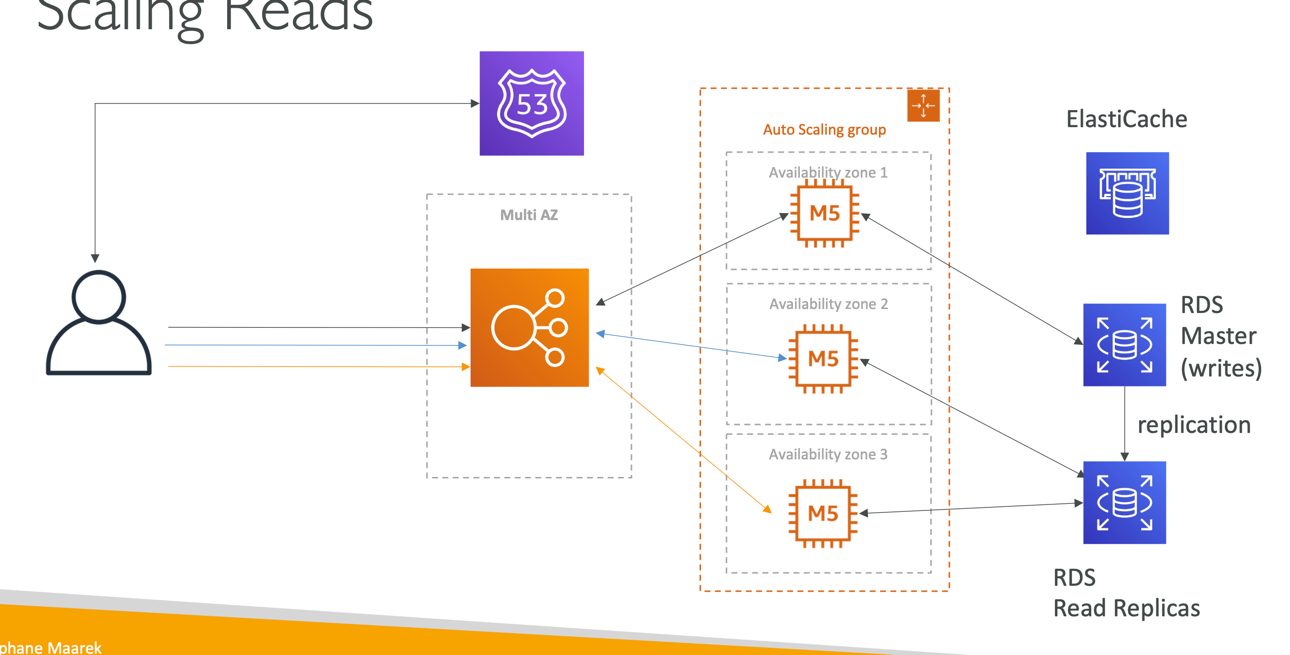 Scaling Reads
53
ElastiCache
Auto Scaling group
Availability zone 1
M5
Multi AZ
Availability zone 2
M5
RDS
Master
(writes)
replication
Availability zone 3
M5
RDS
Read Replicas
phane Maarek